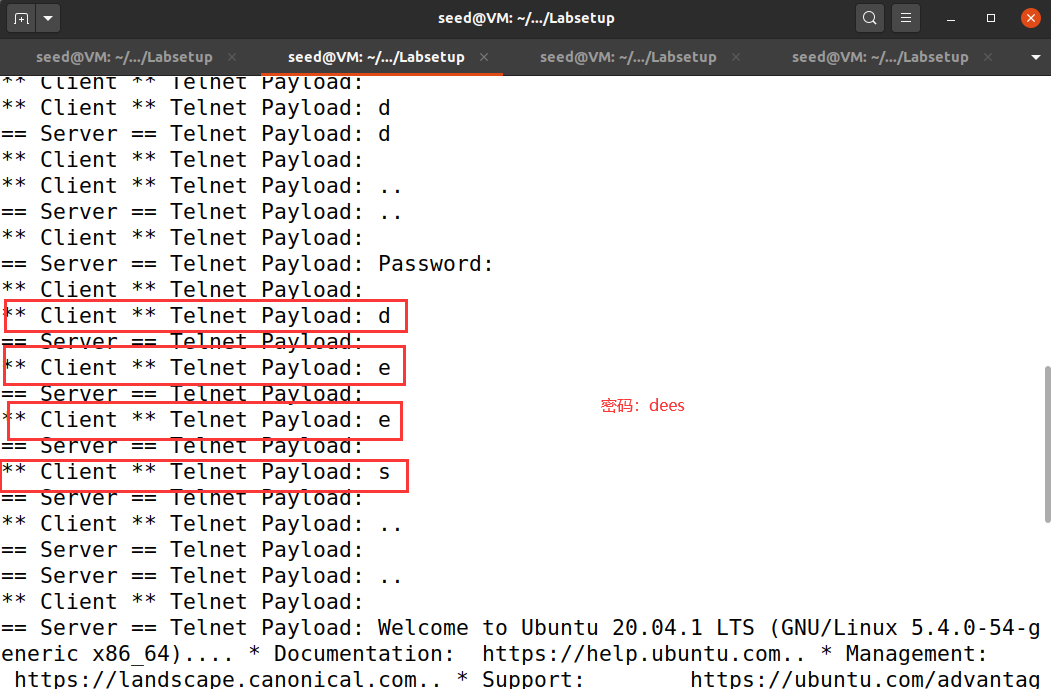 seed@VM: ~/.../Labsetup
seed@VM: ~/.../Labsetup × seed@VM: ~/.../Labsetup × seed@VM: ~/.../Labsetup × seed@VM: ~/.../Labsetup ×
** Client ** Telnet Payload:
** Client ** Telnet Payload: d
== Server == Telnet Payload: d
** Client ** Telnet Payload:
** Client ** Telnet Payload: ..
== Server == Telnet Payload: ..
** Client ** Telnet Payload:
== Server == Telnet Payload: Password:
** Client ** Telnet Payload:
** Client ** Telnet Payload: d
== Server == Telnet Payload:
** Client ** Telnet Payload: e
== Server == Telnet Payload:
密码：dees
** Client ** Telnet Payload: e
== Server == Telnet Payload:
** Client ** Telnet Payload: s
== Server == Telnet Payload:
** Client ** Telnet Payload: ..
== Server == Telnet Payload:
== Server == Telnet Payload: ..
** Client ** Telnet Payload:
== Server == Telnet Payload: Welcome to Ubuntu 20.04.1 LTS (GNU/Linux 5.4.0-54-g
eneric x86_64).... * Documentation:  https://help.ubuntu.com.. * Management:
 https://landscape.canonical.com.. * Support:        https://ubuntu.com/advantag